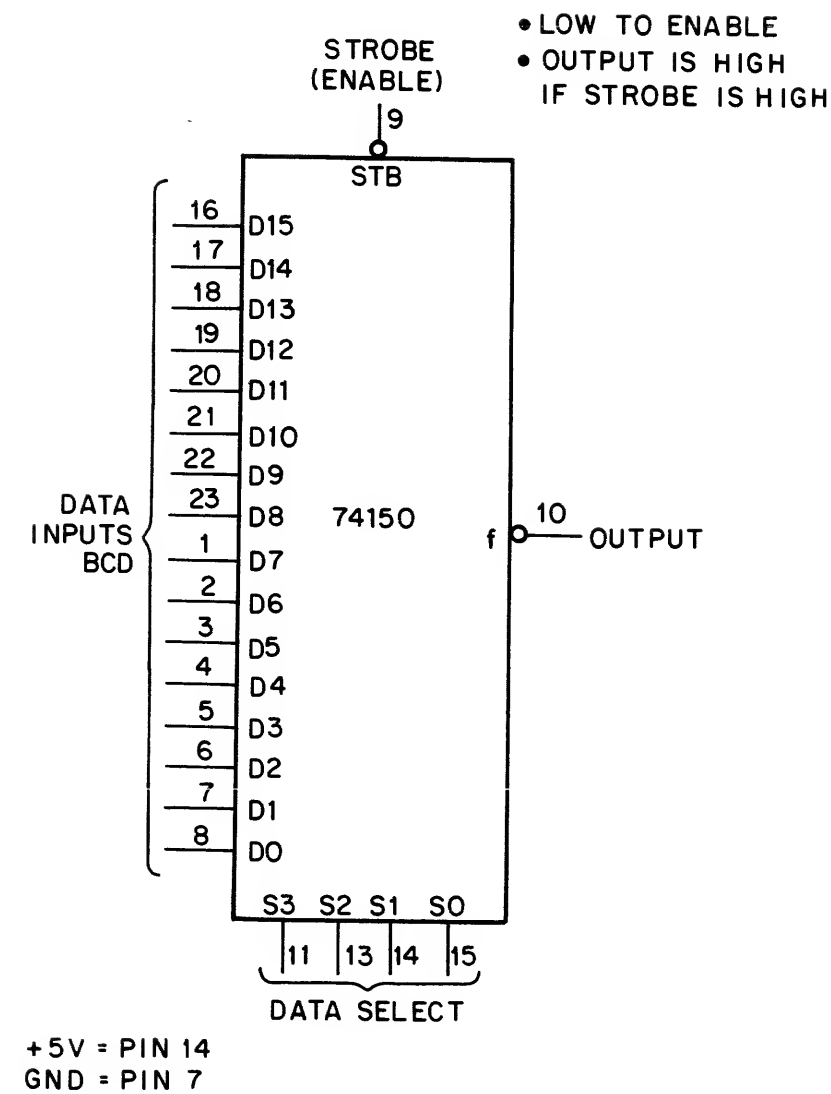 • LOW TO ENABLE
• OUTPUT IS HIGH
IF STROBE IS HIGH
STROBE
(ENABLE)
9
STB
16 D15
17 D14
18 D13
19 D12
20 D11
21 D10
22 D9
23 D8
1 D7
2 D6
3 D5
4 D4
5 D3
6 D2
7 D1
8 D0
DATA
INPUTS
BCD
74150
f 10 OUTPUT
S3 S2 S1 S0
11 13 14 15
DATA SELECT
+5V = PIN 14
GND = PIN 7